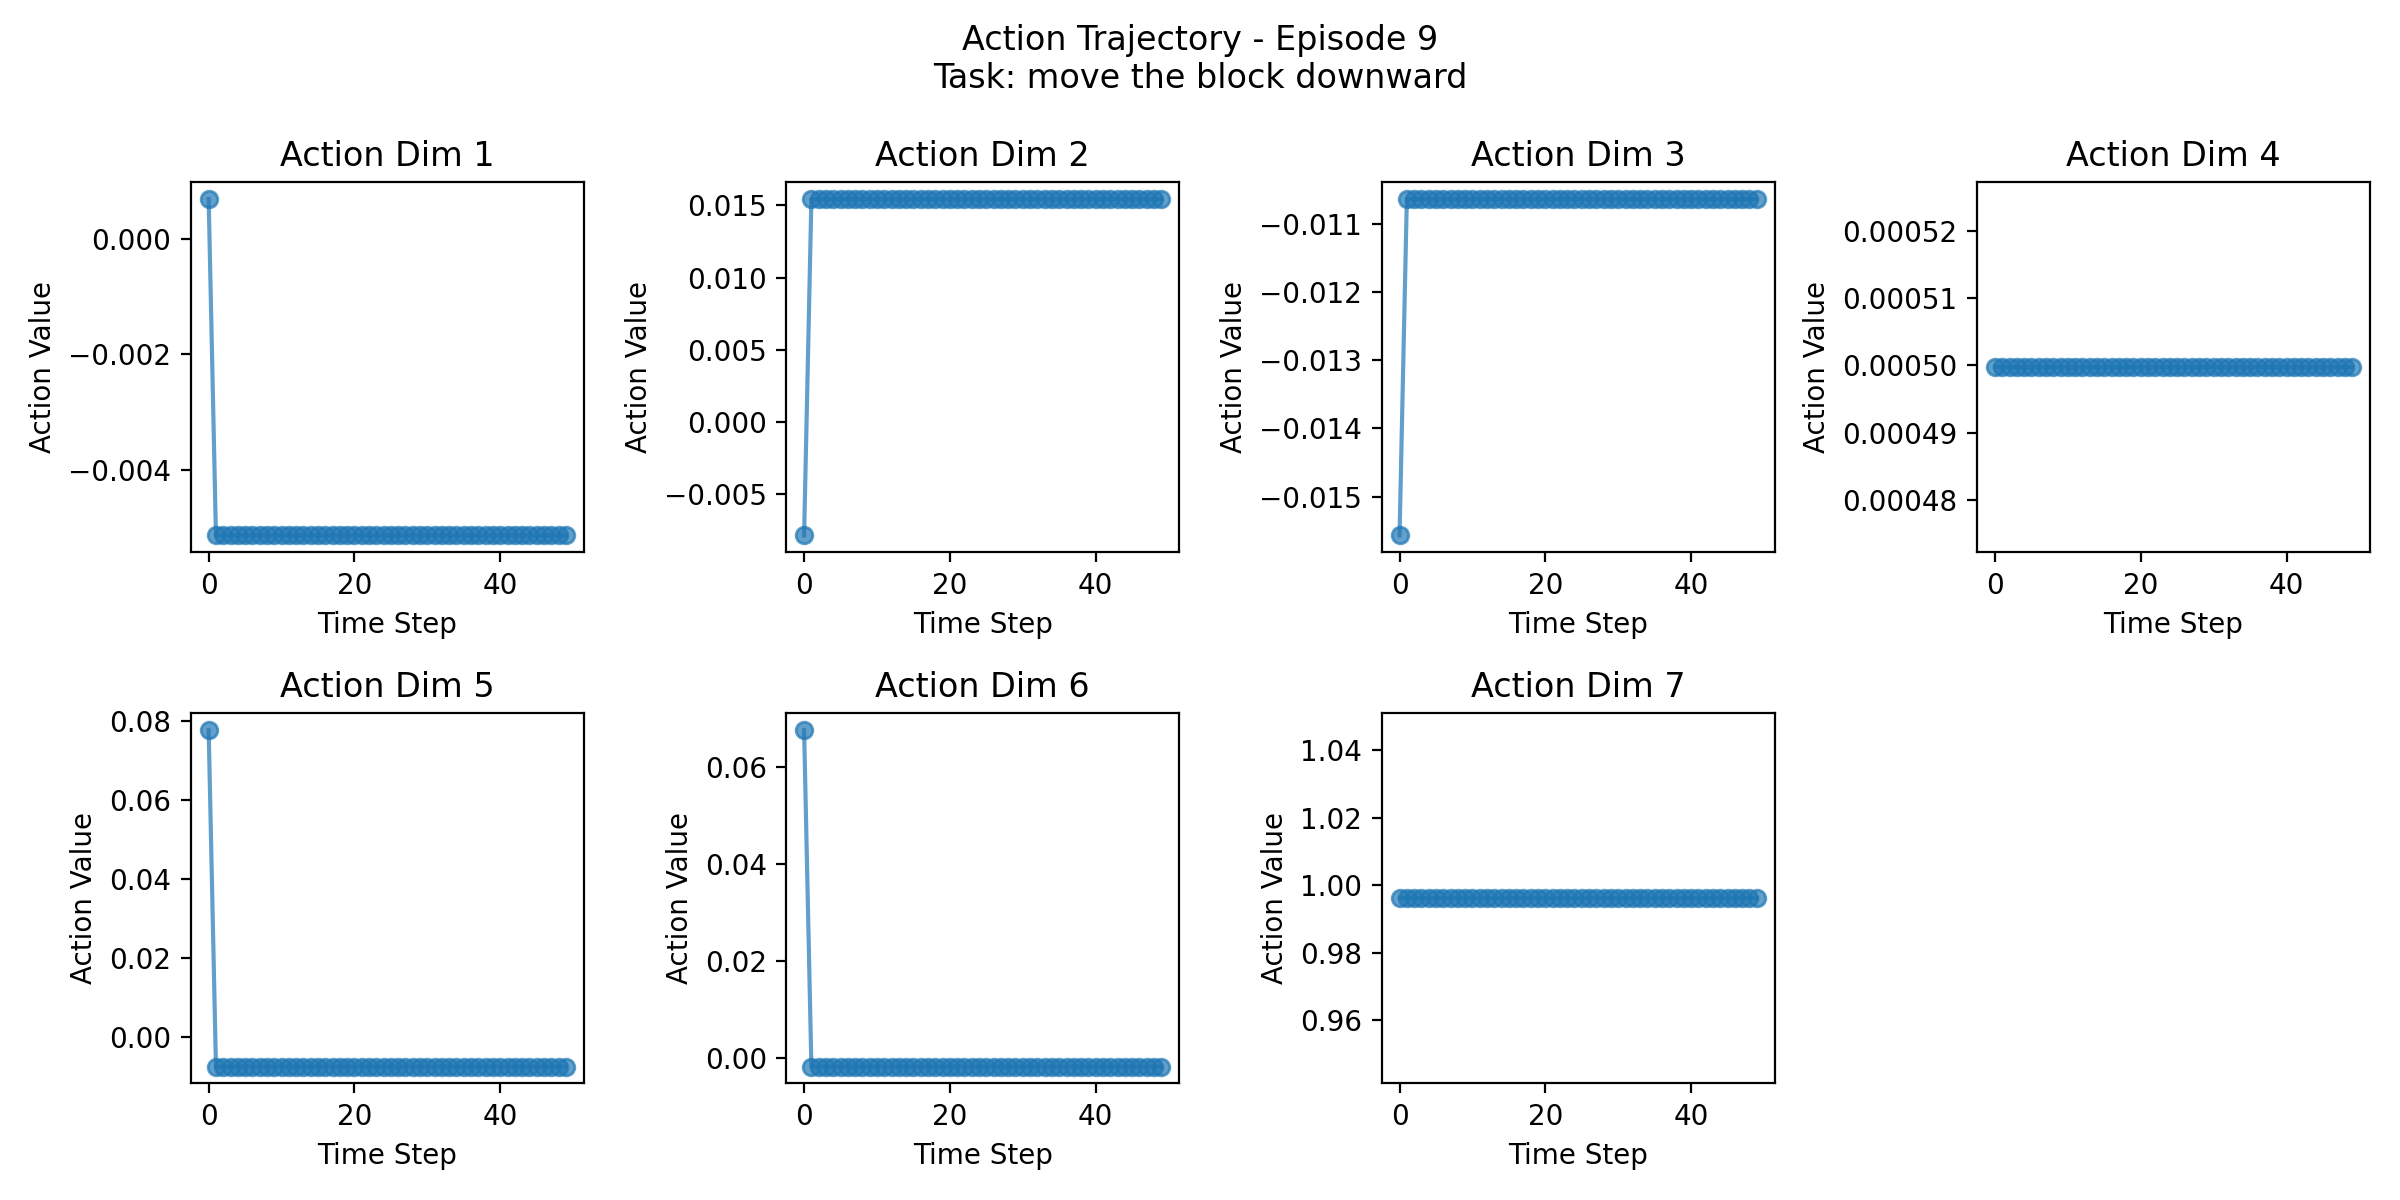 Action Trajectory - Episode 9
Task: move the block downward
Action Dim 1
Action Value
0.000
−0.002
−0.004
0 20 40
Time Step
Action Dim 2
Action Value
0.015
0.010
0.005
0.000
−0.005
0 20 40
Time Step
Action Dim 3
Action Value
−0.011
−0.012
−0.013
−0.014
−0.015
0 20 40
Time Step
Action Dim 4
Action Value
0.00052
0.00051
0.00050
0.00049
0.00048
0 20 40
Time Step
Action Dim 5
Action Value
0.08
0.06
0.04
0.02
0.00
0 20 40
Time Step
Action Dim 6
Action Value
0.06
0.04
0.02
0.00
0 20 40
Time Step
Action Dim 7
Action Value
1.04
1.02
1.00
0.98
0.96
0 20 40
Time Step